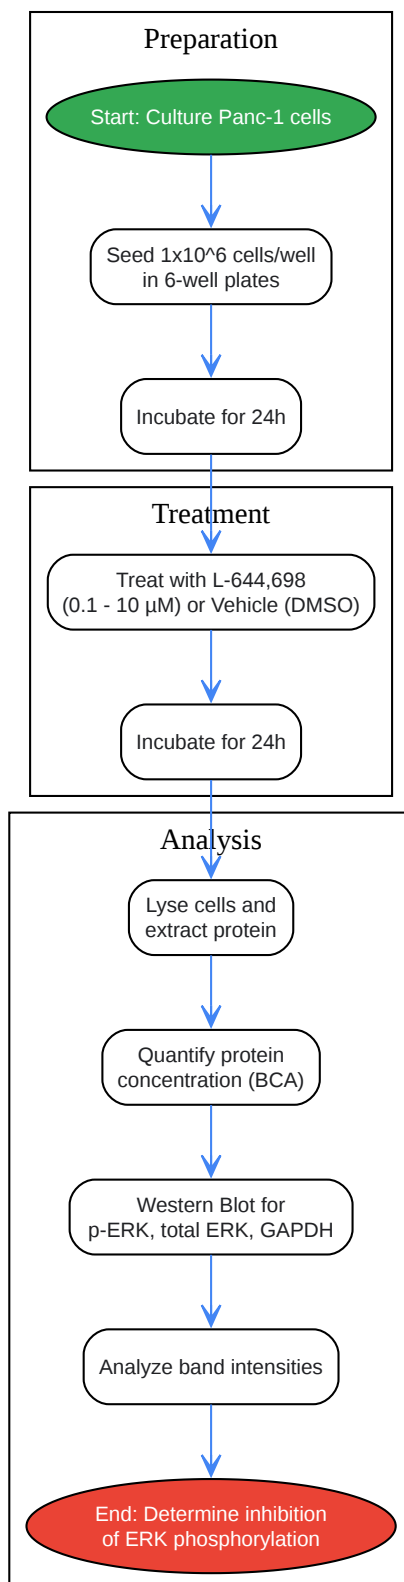 Preparation
Start: Culture Panc-1 cells
Seed 1x10^6 cells/well
in 6-well plates
Incubate for 24h
Treatment
Treat with L-644,698
(0.1 - 10 µM) or Vehicle (DMSO)
Incubate for 24h
Analysis
Lyse cells and
extract protein
Quantify protein
concentration (BCA)
Western Blot for
p-ERK, total ERK, GAPDH
Analyze band intensities
End: Determine inhibition
of ERK phosphorylation